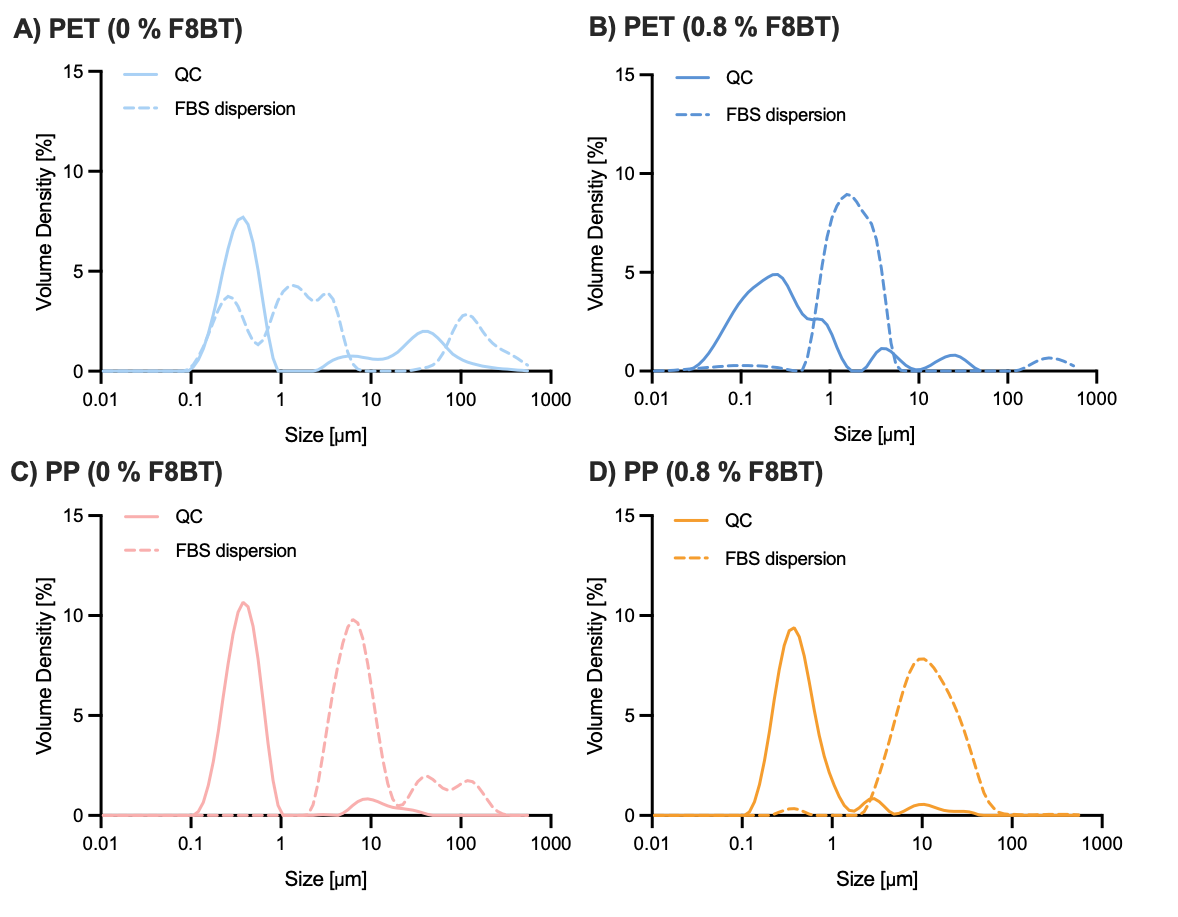 A) PET (0 % F8BT)
QC
FBS dispersion
15
10
5
0
Volume Densitiy [%]
0.01 0.1 1 10 100 1000
Size [µm]
B) PET (0.8 % F8BT)
QC
FBS dispersion
15
10
5
0
Volume Densitiy [%]
0.01 0.1 1 10 100 1000
Size [µm]
C) PP (0 % F8BT)
QC
FBS dispersion
15
10
5
0
Volume Densitiy [%]
0.01 0.1 1 10 100 1000
Size [µm]
D) PP (0.8 % F8BT)
QC
FBS dispersion
15
10
5
0
Volume Densitiy [%]
0.01 0.1 1 10 100 1000
Size [µm]